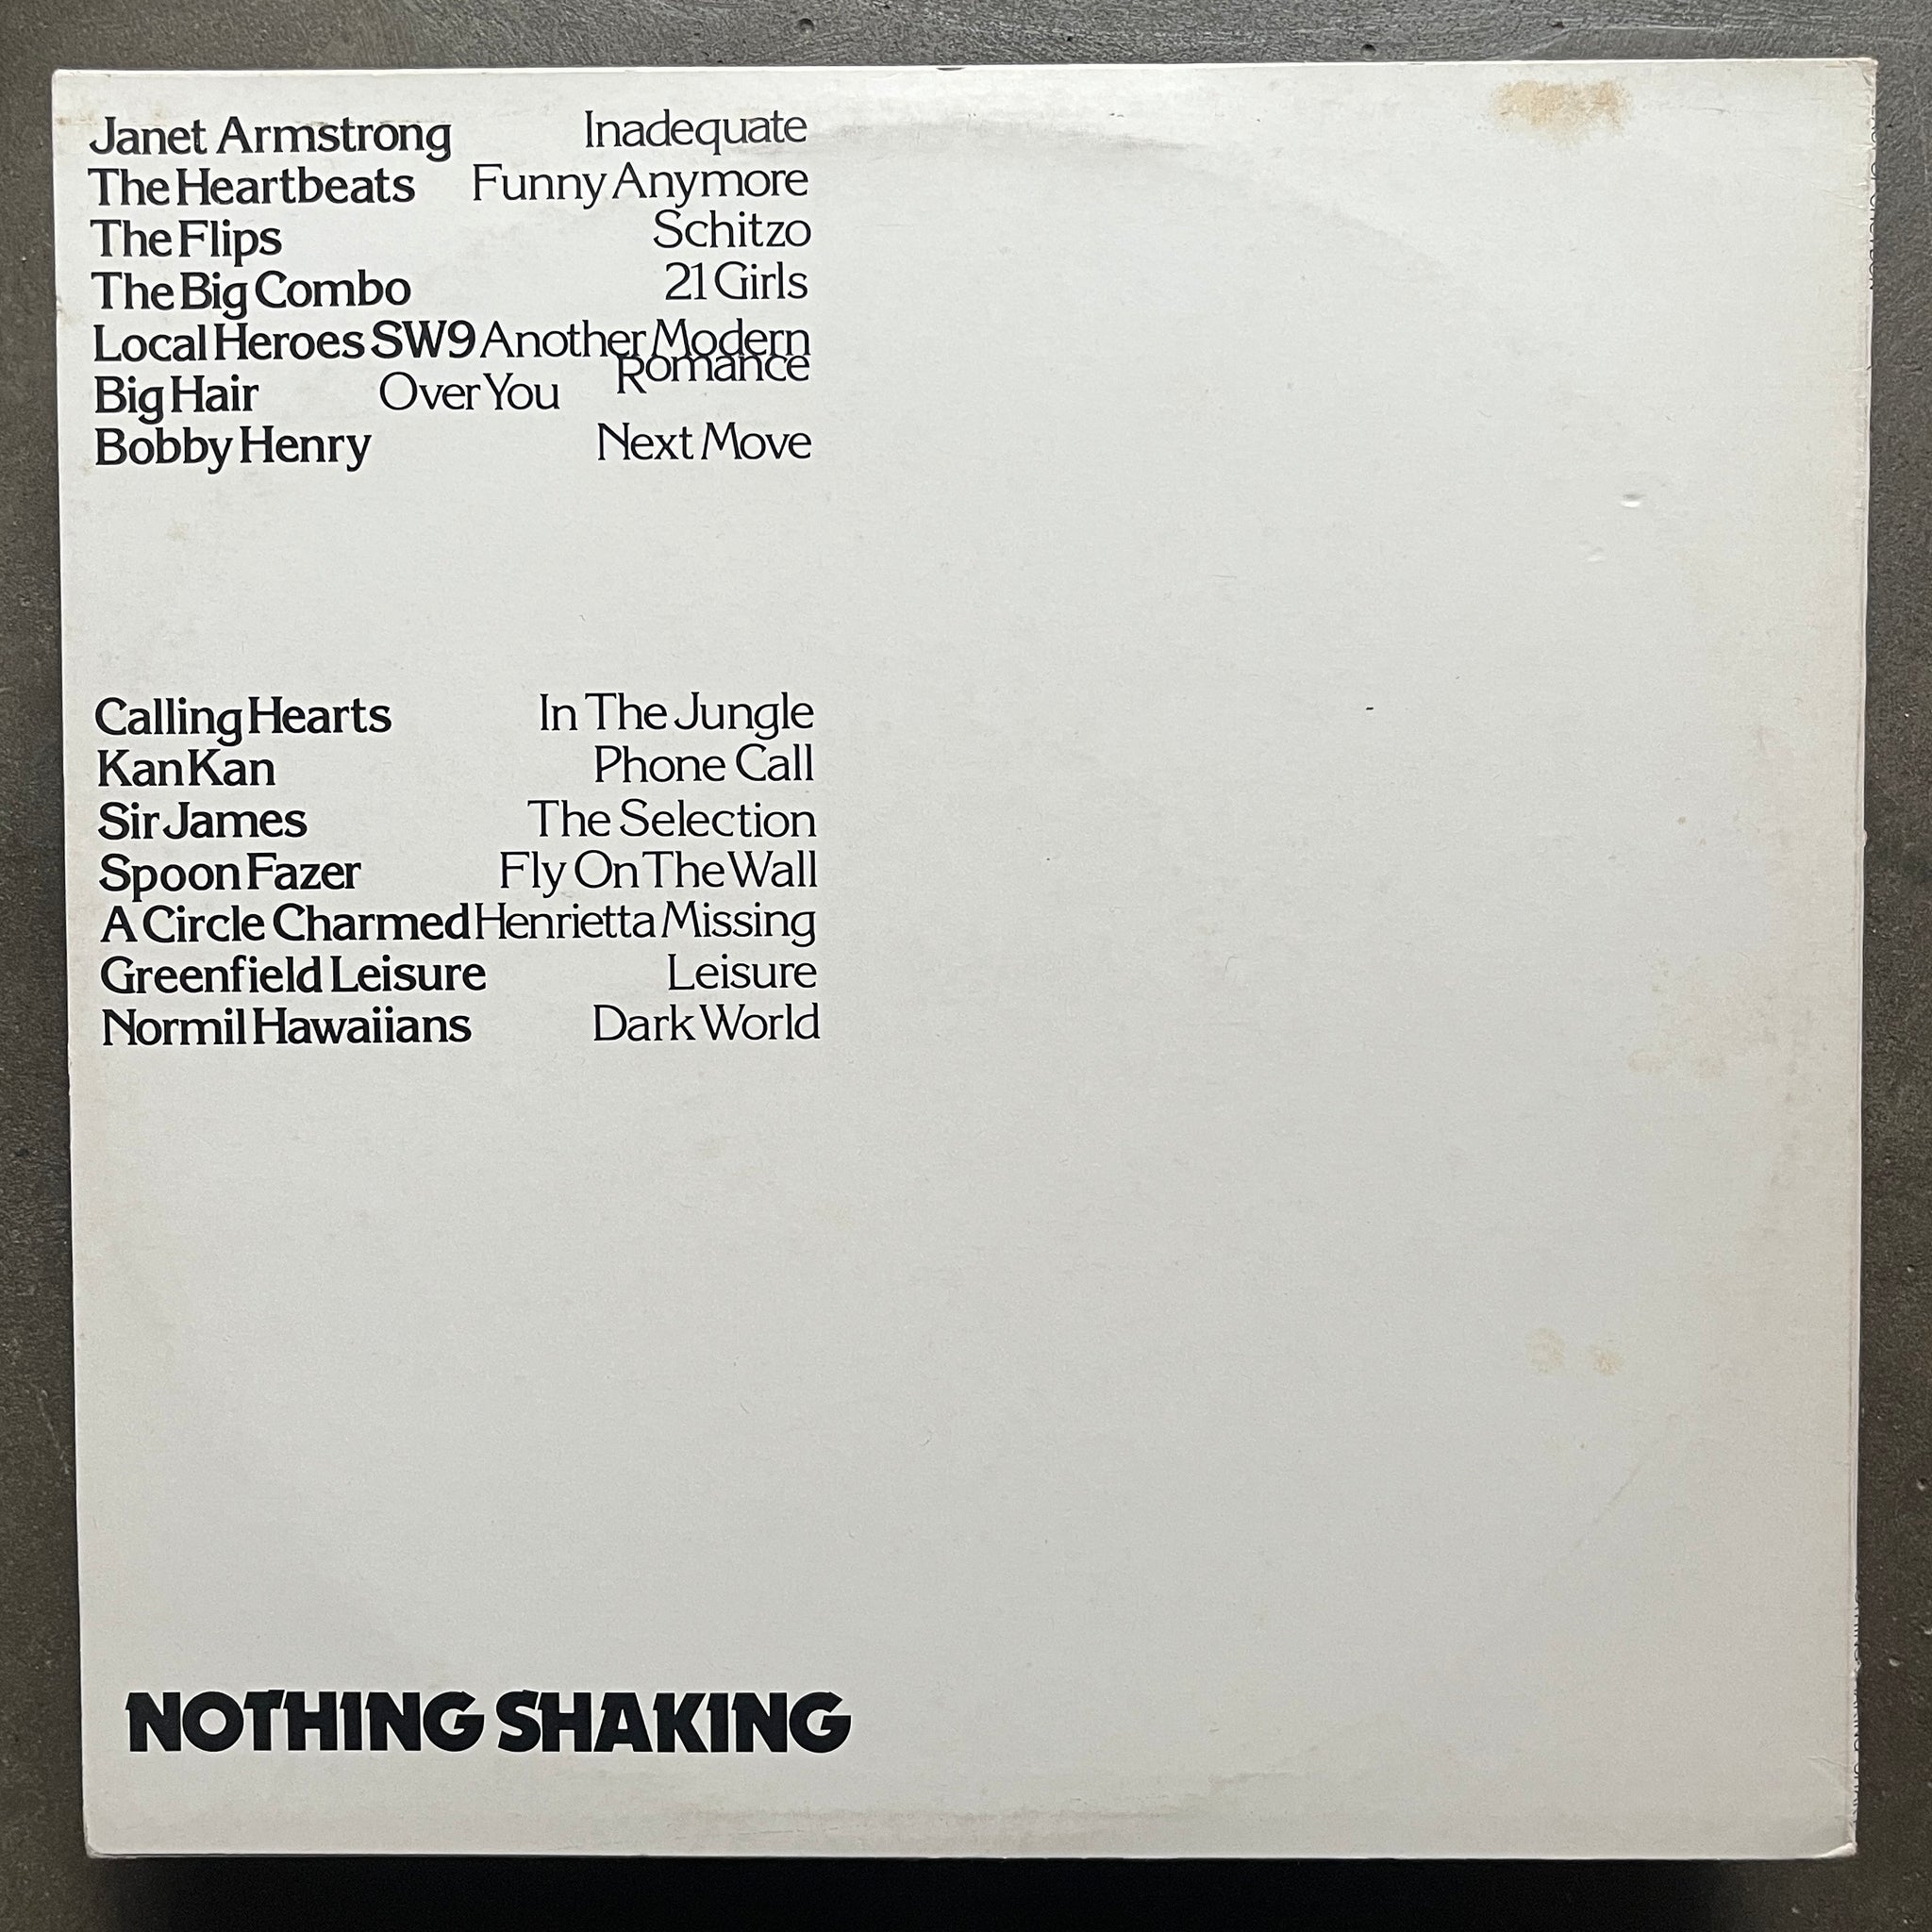 Janet Armstrong Inadequate
The Heartbeats Funny Anymore
The Flips Schitzo
The Big Combo 21 Girls
Local Heroes SW9 Another Modern
Romance
Big Hair Over You
Bobby Henry Next Move
Calling Hearts In The Jungle
Kan Kan Phone Call
Sir James The Selection
Spoon Fazer Fly On The Wall
A Circle Charmed Henrietta Missing
Greenfield Leisure Leisure
Normil Hawaiians Dark World
NOTHING SHAKING